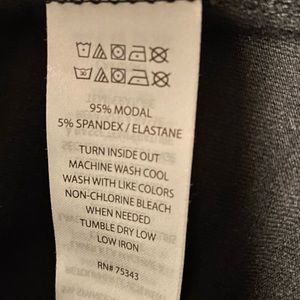 95% MODAL
5% SPANDEX / ELASTANE
TURN INSIDE OUT
MACHINE WASH COOL
WASH WITH LIKE COLORS
NON-CHLORINE BLEACH
WHEN NEEDED
TUMBLE DRY LOW
LOW IRON
RN# 75343